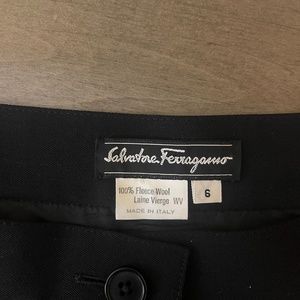 Salvatore Ferragamo
100% Fleece Wool
Laine Vierge WV
MADE IN ITALY
6